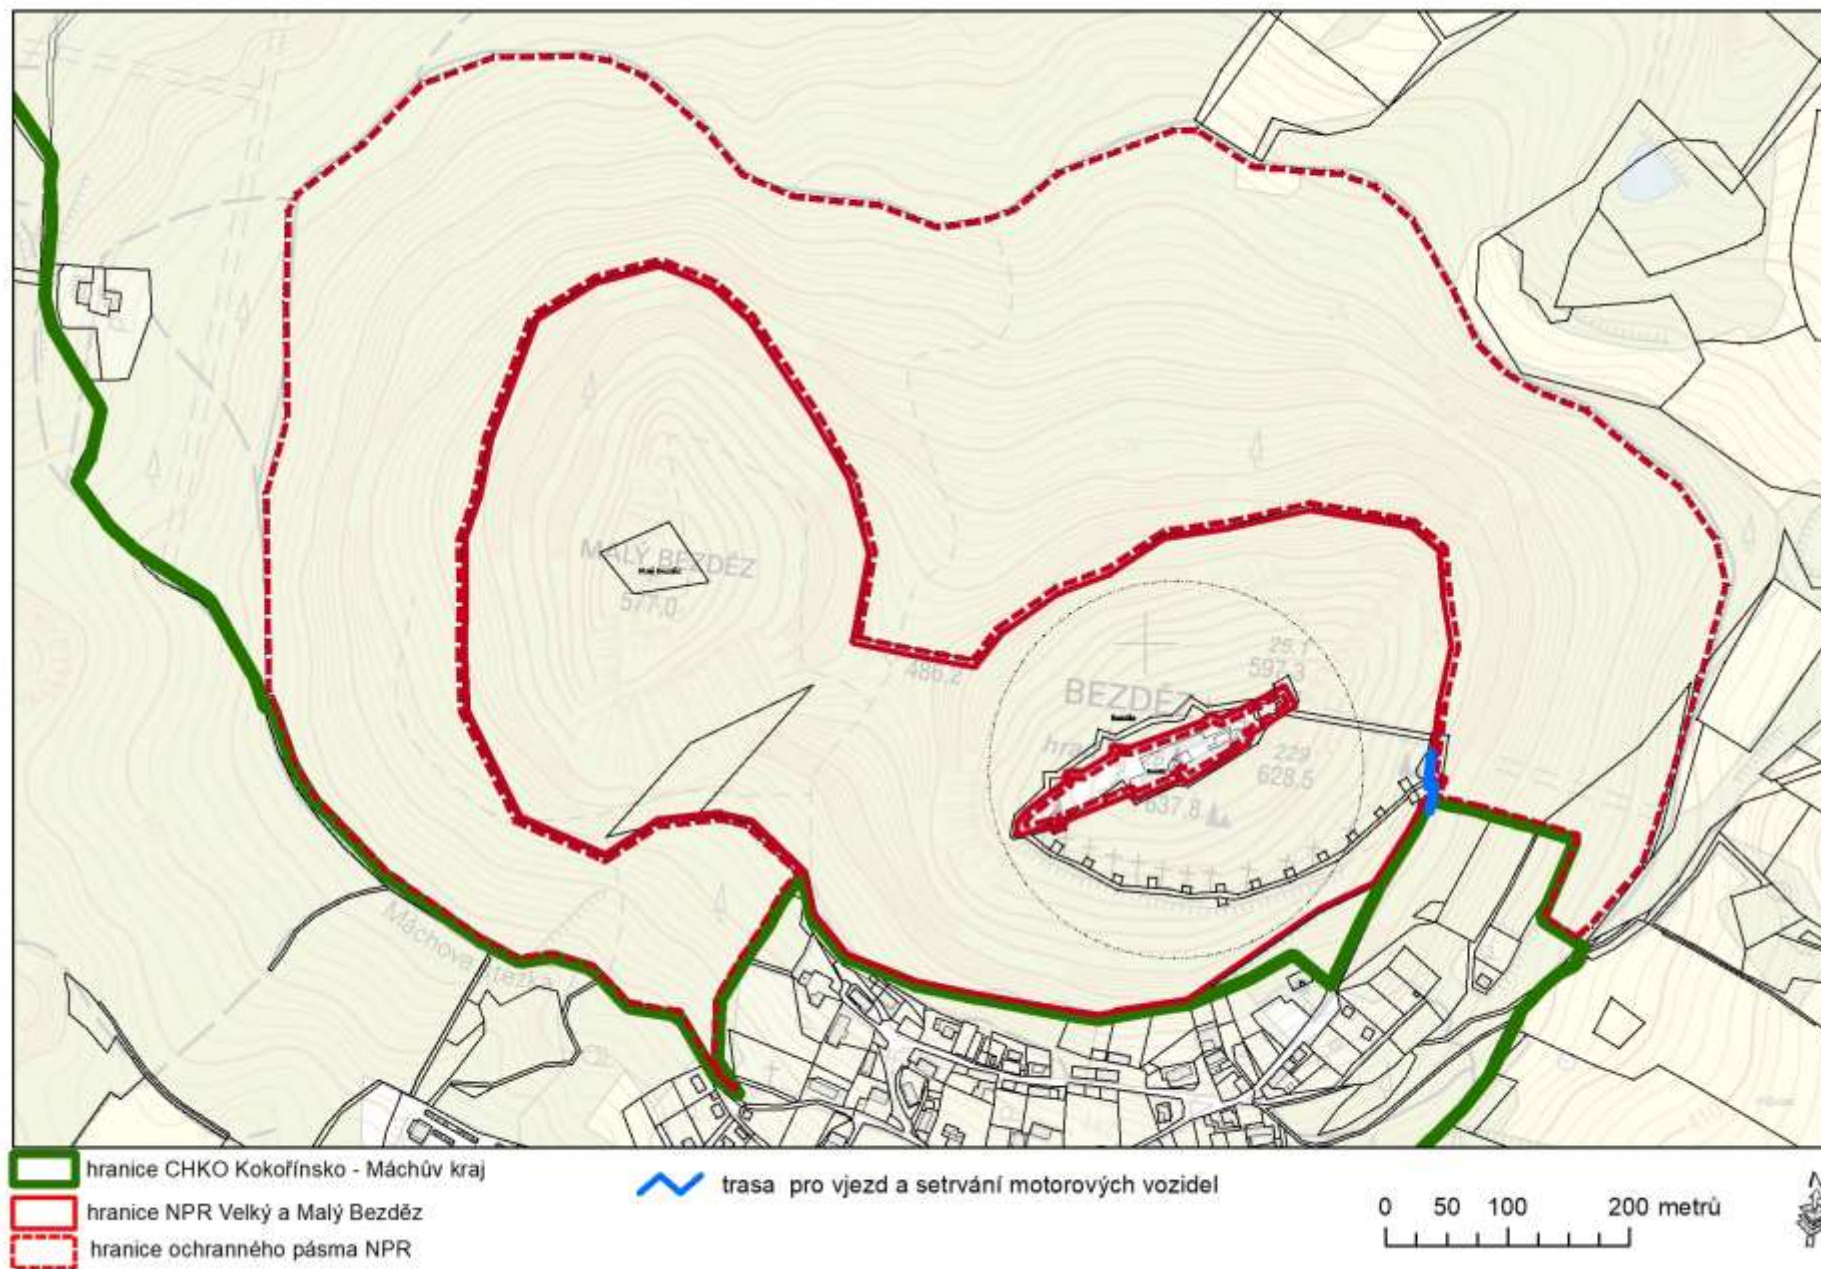 MALÝ BEZDĚZ
577.0
486.2
25.1
597.3
BEZDĚZ
229
628.5
637.8
Máchova stezka
hranice CHKO Kokořínsko - Máchův kraj
hranice NPR Velký a Malý Bezděz
hranice ochranného pásma NPR
trasa pro vjezd a setrvání motorových vozidel
0 50 100 200 metrů
N